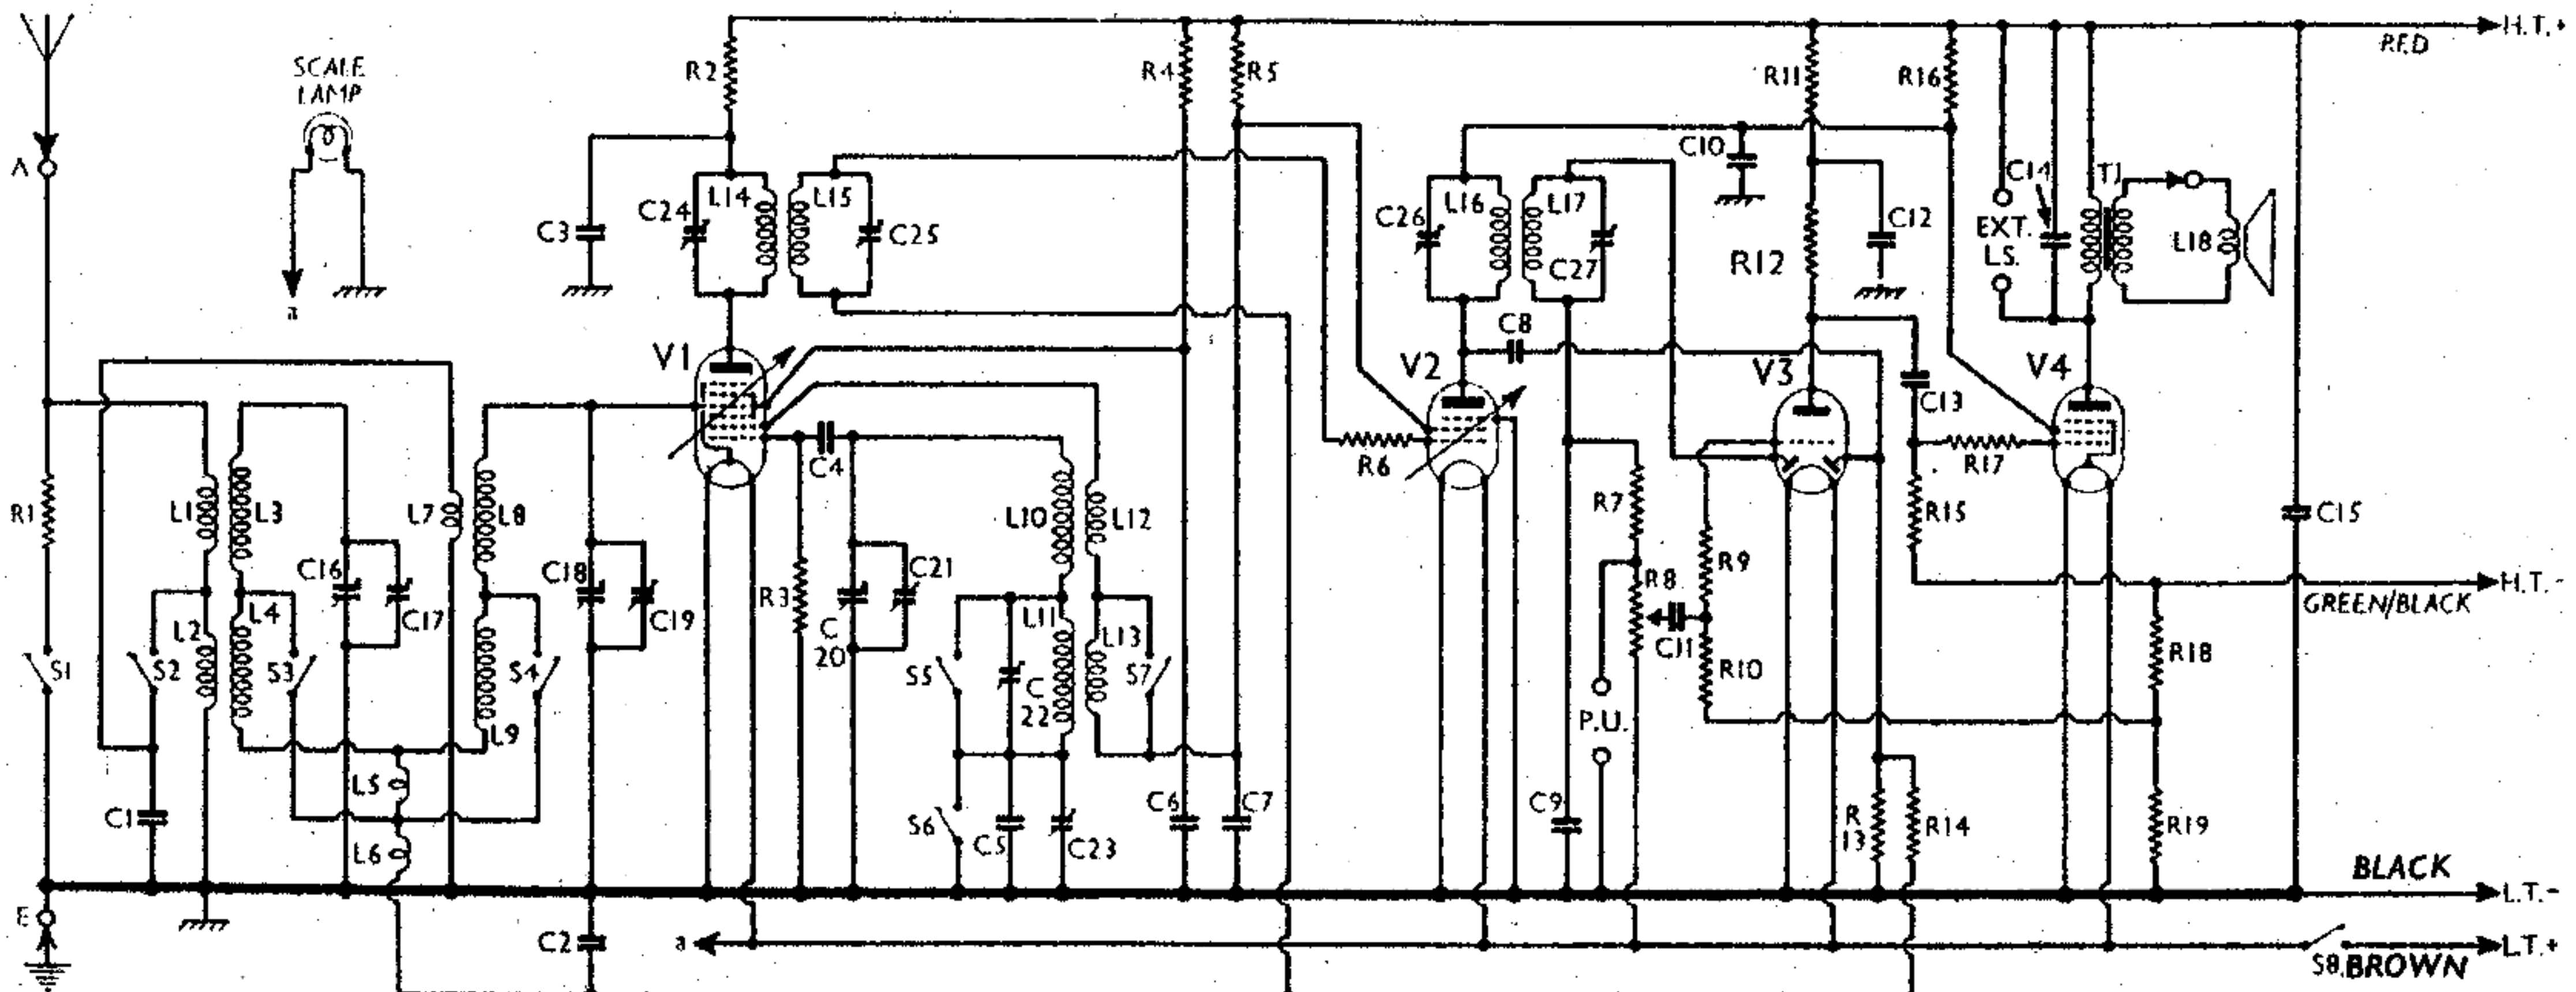 H.T.+
RED
SCALE
LAMP
R2
R4
R5
R11
R16
A
C10
C14
T1
L14
L15
L16
L17
C24
C25
C26
C27
C3
C12
R12
EXT.
L.S.
L18
a
C8
V1
V2
V3
V4
C13
C4
R6
R17
R1
L1
L3
L7
L8
L10
L12
R7
R15
C15
C16
C17
C18
C19
R3
C
20
C21
R8
R9
H.T.-
GREEN/BLACK
L2
L4
L11
L13
C11
S1
S2
S3
S4
S5
C
22
S7
R10
R18
P.U.
L9
L5
C1
L6
S6
C5
C23
C6
C7
C9
R
13
R14
R19
BLACK
L.T.-
E
C2
a
S8
BROWN
L.T.+